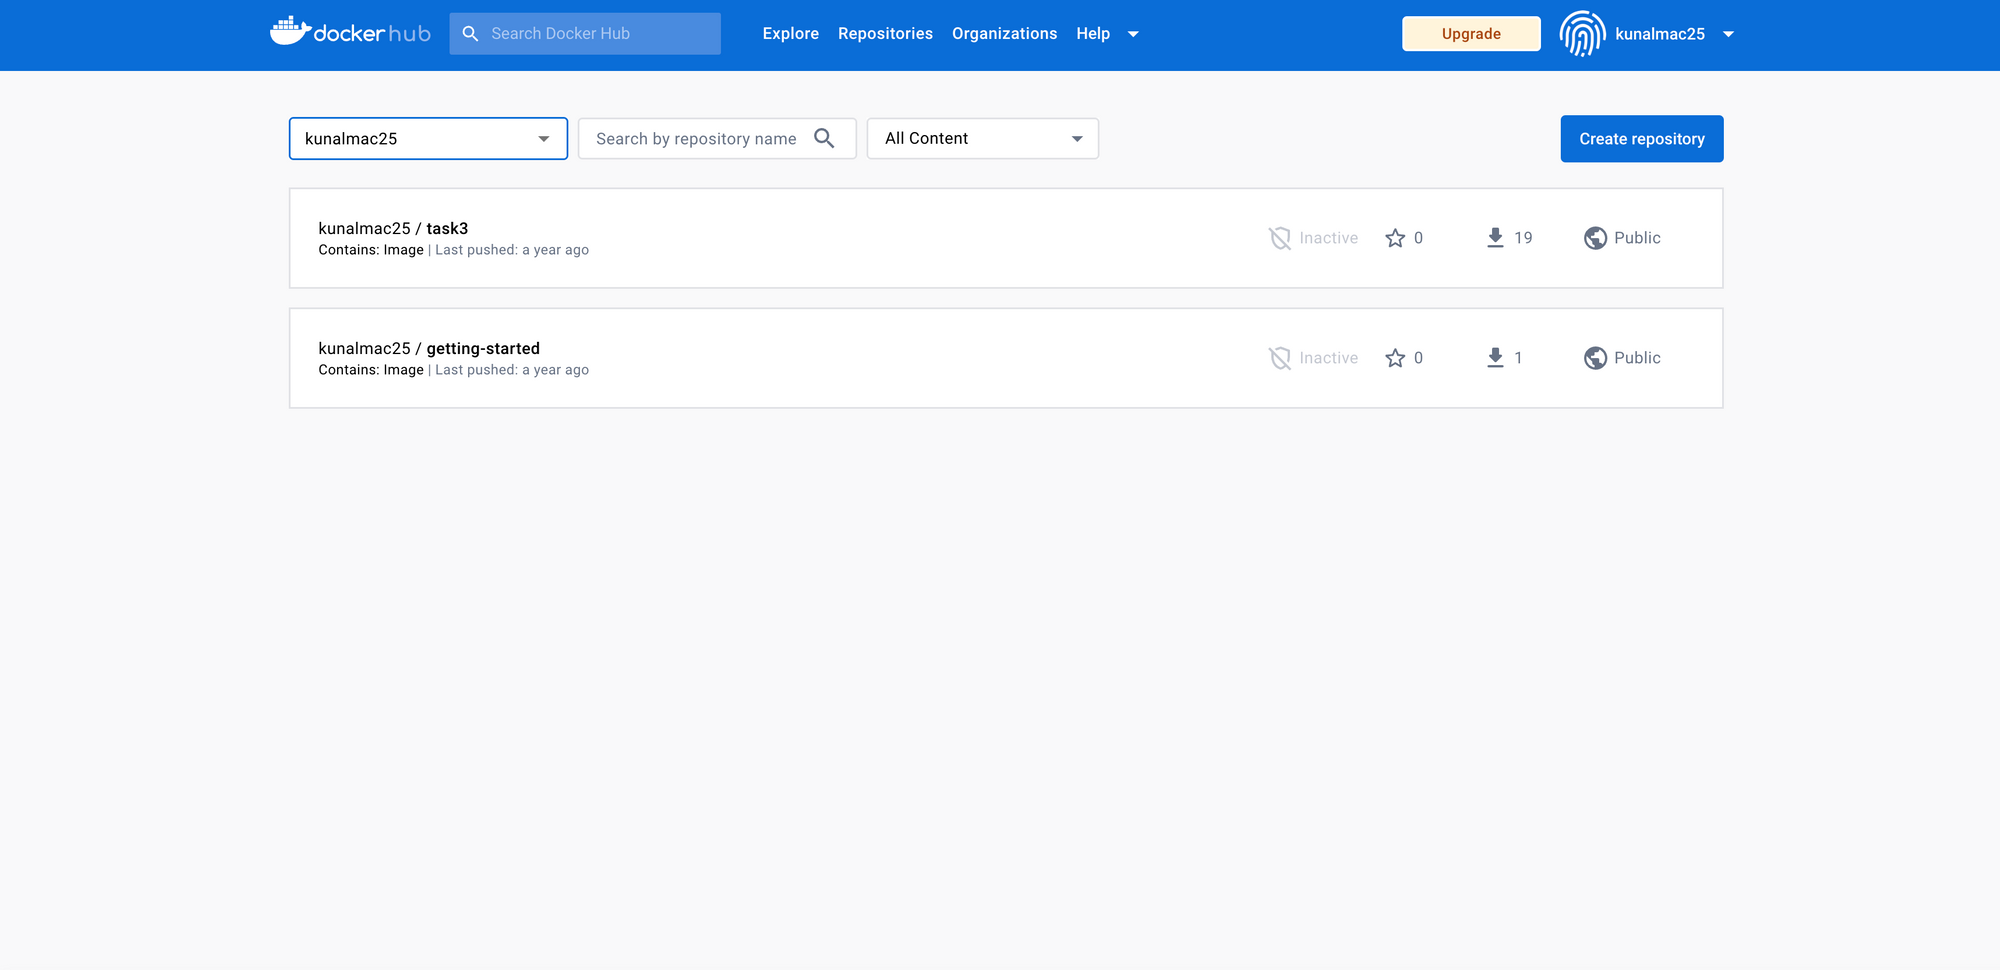 docker hub Search Docker Hub Explore Repositories Organizations Help Upgrade kunalmac25
kunalmac25 Search by repository name All Content Create repository
kunalmac25 / task3
Contains: Image | Last pushed: a year ago
Inactive 0 19 Public
kunalmac25 / getting-started
Contains: Image | Last pushed: a year ago
Inactive 0 1 Public